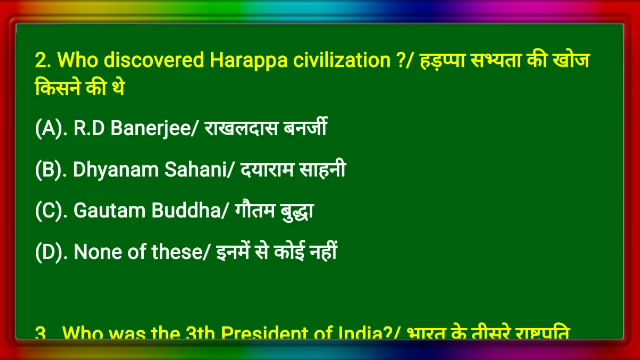 2. Who discovered Harappa civilization ?/ हड़प्पा सभ्यता की खोज
किसने की थे
(A). R.D Banerjee/ राखलदास बनर्जी
(B). Dhyanam Sahani/ दयाराम साहनी
(C). Gautam Buddha/ गौतम बुद्धा
(D). None of these/ इनमें से कोई नहीं
3. Who was the 3th President of India?/ भारत के तीसरे राष्ट्रपति